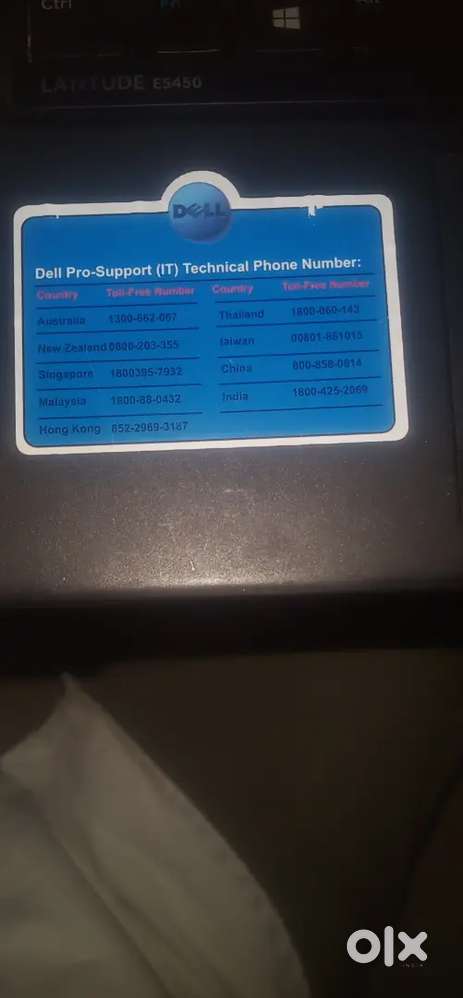 Ctrl
LATITUDE E5450
DELL
Dell Pro-Support (IT) Technical Phone Number:
Country Toll-Free Number Country Toll-Free Number
Australia 1300-662-087 Thailand 1800-060-143
New Zealand 0800-203-355 Taiwan 00801-861015
Singapore 1800395-7932 China 800-858-0814
Malaysia 1800-88-0432 India 1800-425-2069
Hong Kong 852-2969-3187
olx